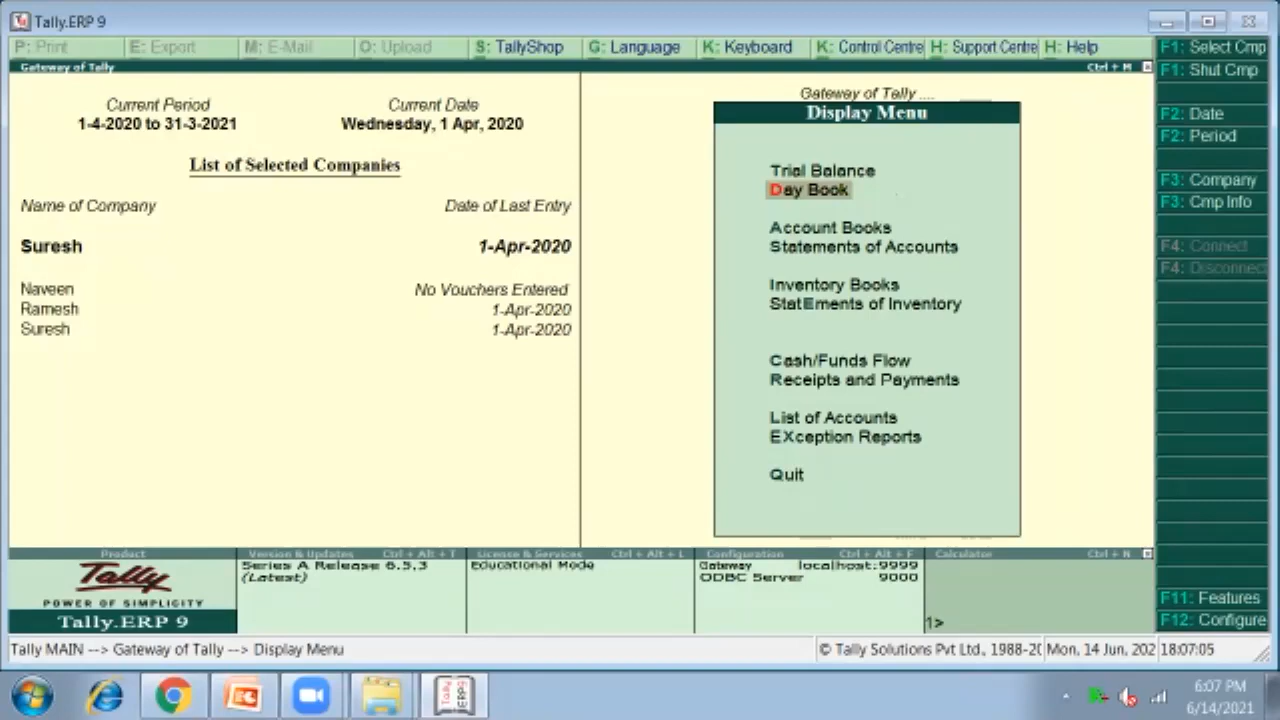 Tally.ERP 9
P: Print E: Export M: E-Mail O: Upload S: TallyShop G: Language K: Keyboard K: Control Centre H: Support Centre H: Help
Gateway of Tally Ctrl + M
Current Period Current Date
1-4-2020 to 31-3-2021 Wednesday, 1 Apr, 2020
List of Selected Companies
Name of Company Date of Last Entry
Suresh 1-Apr-2020
Naveen No Vouchers Entered
Ramesh 1-Apr-2020
Suresh 1-Apr-2020
Gateway of Tally ....
Display Menu
Trial Balance
Day Book
Account Books
Statements of Accounts
Inventory Books
StatEments of Inventory
Cash/Funds Flow
Receipts and Payments
List of Accounts
EXception Reports
Quit
F1: Select Cmp
F1: Shut Cmp
F2: Date
F2: Period
F3: Company
F3: Cmp Info
F4: Connect
F4: Disconnect
F11: Features
F12: Configure
Product
Tally
POWER OF SIMPLICITY
Tally.ERP 9
Version & Updates Ctrl + Alt + T
Series A Release 6.5.3
(Latest)
License & Services Ctrl + Alt + L
Educational Mode
Configuration Ctrl + Alt + F
Gateway localhost:9999
ODBC Server 9000
Calculator Ctrl + N
1>
Tally MAIN --> Gateway of Tally --> Display Menu © Tally Solutions Pvt Ltd., 1988-20 Mon, 14 Jun, 202 18:07:05
Tally ERP9
6:07 PM
6/14/2021